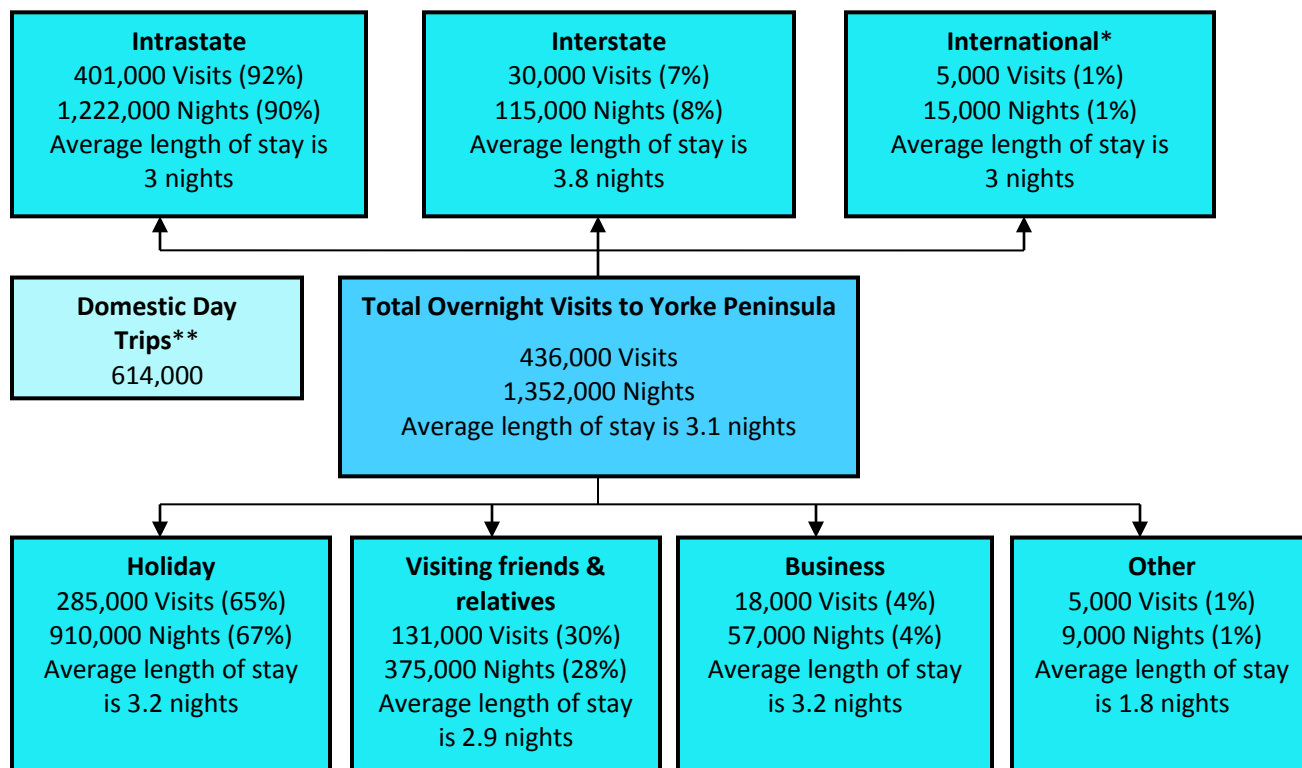 Intrastate
401,000 Visits (92%)
1,222,000 Nights (90%)
Average length of stay is
3 nights
Interstate
30,000 Visits (7%)
115,000 Nights (8%)
Average length of stay is
3.8 nights
International*
5,000 Visits (1%)
15,000 Nights (1%)
Average length of stay is
3 nights
Domestic Day
Trips**
614,000
Total Overnight Visits to Yorke Peninsula
436,000 Visits
1,352,000 Nights
Average length of stay is 3.1 nights
Holiday
285,000 Visits (65%)
910,000 Nights (67%)
Average length of stay
is 3.2 nights
Visiting friends &
relatives
131,000 Visits (30%)
375,000 Nights (28%)
Average length of stay
is 2.9 nights
Business
18,000 Visits (4%)
57,000 Nights (4%)
Average length of stay
is 3.2 nights
Other
5,000 Visits (1%)
9,000 Nights (1%)
Average length of stay
is 1.8 nights